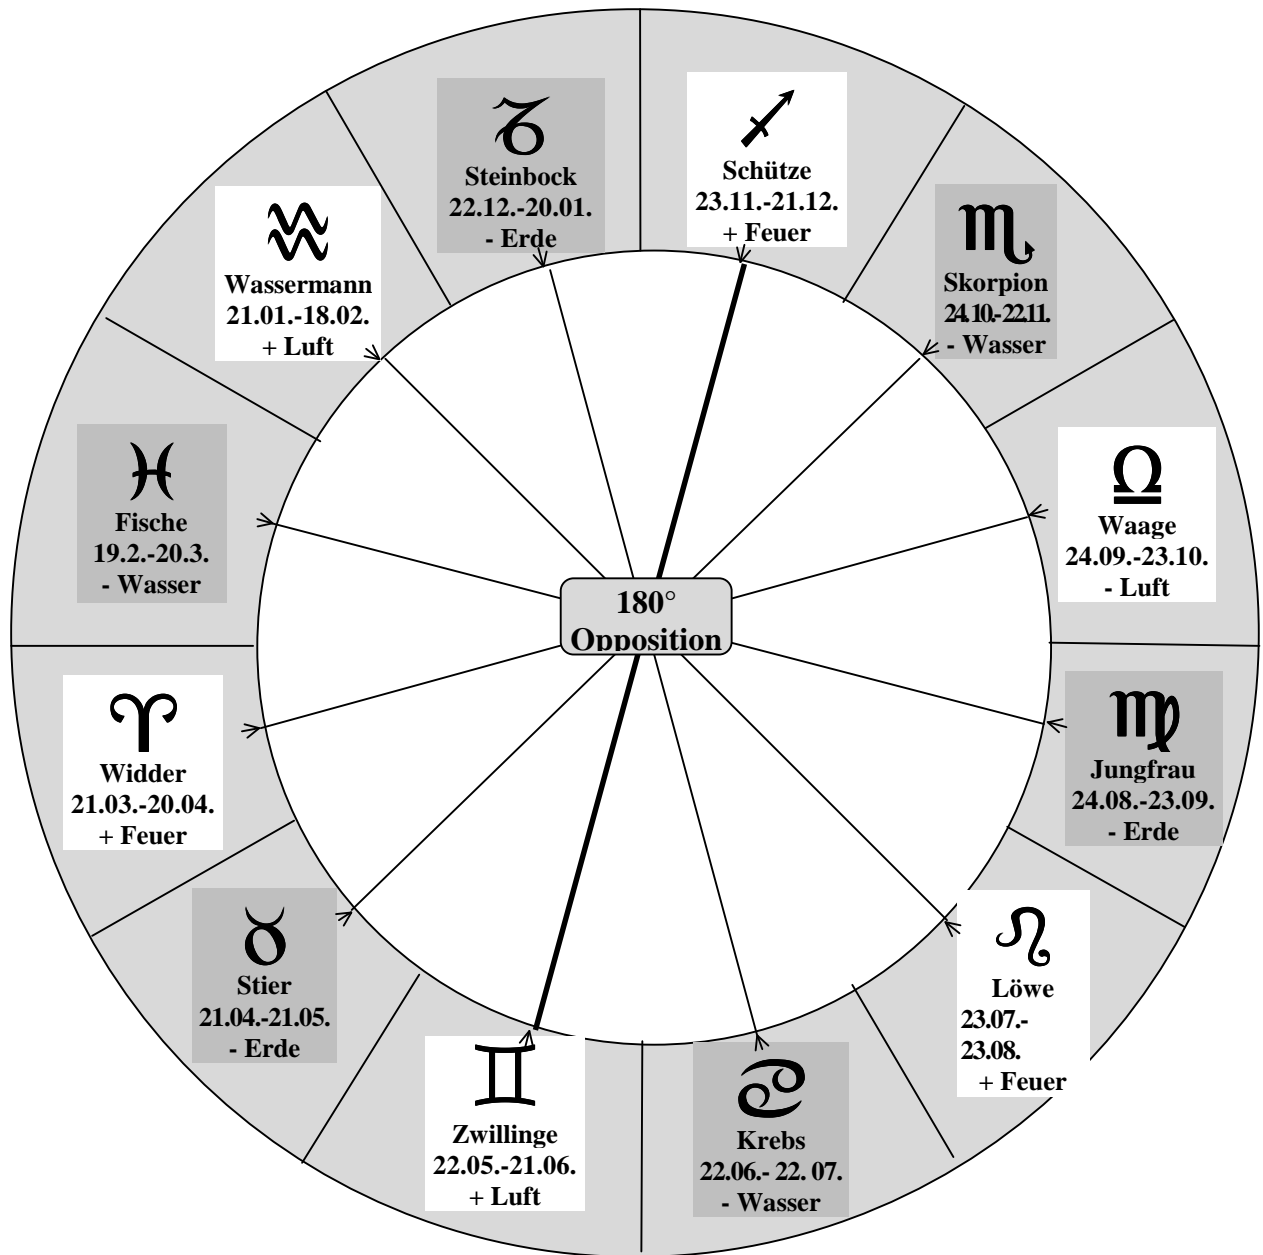 Steinbock
22.12.-20.01.
- Erde
Schütze
23.11.-21.12.
+ Feuer
Wassermann
21.01.-18.02.
+ Luft
Skorpion
24.10.-22.11.
- Wasser
Fische
19.2.-20.3.
- Wasser
Waage
24.09.-23.10.
- Luft
180°
Opposition
Widder
21.03.-20.04.
+ Feuer
Jungfrau
24.08.-23.09.
- Erde
Stier
21.04.-21.05.
- Erde
Löwe
23.07.-
23.08.
+ Feuer
Zwillinge
22.05.-21.06.
+ Luft
Krebs
22.06.- 22. 07.
- Wasser